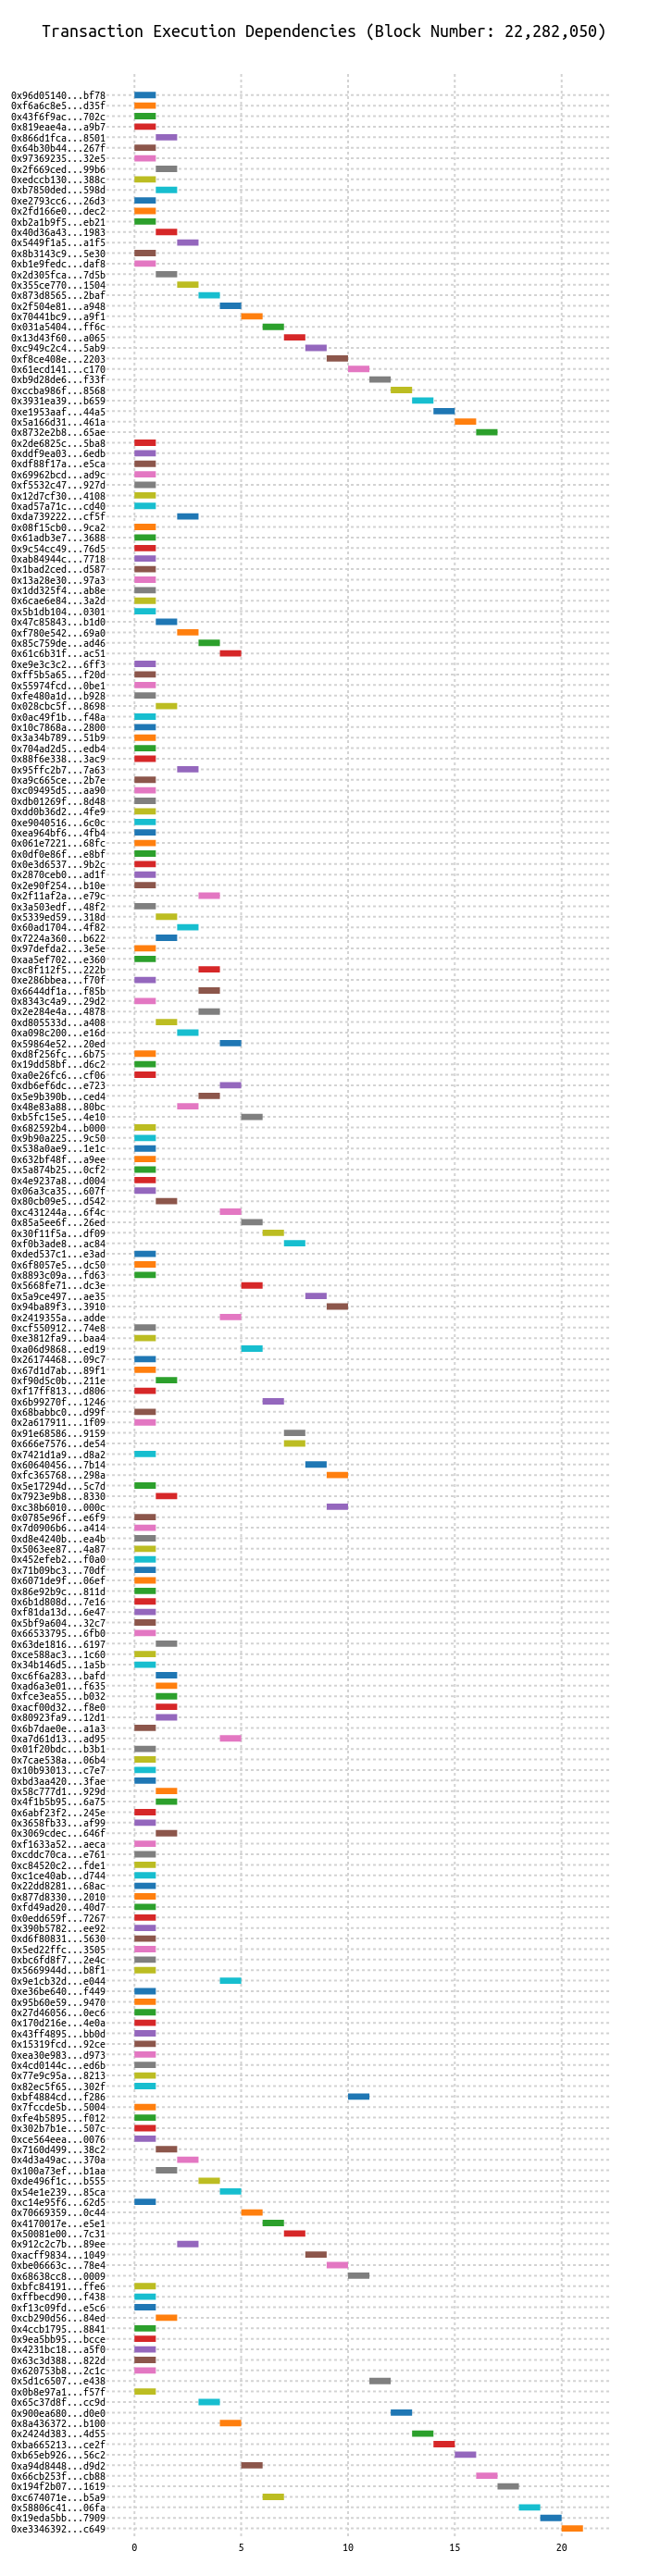 Transaction Execution Dependencies (Block Number: 22,282,050)
0x96d05140...bf78
0xf6a6c8e5...d35f
0x43f6f9ac...702c
0x819eae4a...a9b7
0x866d1fca...8501
0x64b30b44...267f
0x97369235...32e5
0x2f669ced...99b6
0xedccb130...388c
0xb7850ded...598d
0xe2793cc6...26d3
0x2fd166e0...dec2
0xb2a1b9f5...eb21
0x40d36a43...1983
0x5449f1a5...a1f5
0x8b3143c9...5e30
0xb1e9fedc...daf8
0x2d305fca...7d5b
0x355ce770...1504
0x873d8565...2baf
0x2f504e81...a948
0x70441bc9...a9f1
0x031a5404...ff6c
0x13d43f60...a065
0xc949c2c4...5ab9
0xf8ce408e...2203
0x61ecd141...c170
0xb9d28de6...f33f
0xccba986f...8568
0x3931ea39...b659
0xe1953aaf...44a5
0x5a166d31...461a
0x8732e2b8...65ae
0x2de6825c...5ba8
0xddf9ea03...6edb
0xdf88f17a...e5ca
0x69962bcd...ad9c
0xf5532c47...927d
0x12d7cf30...4108
0xad57a71c...cd40
0xda739222...cf5f
0x08f15cb0...9ca2
0x61adb3e7...3688
0x9c54cc49...76d5
0xab84944c...7718
0x1bad2ced...d587
0x13a28e30...97a3
0x1dd325f4...ab8e
0x6cae6e84...3a2d
0x5b1db104...0301
0x47c85843...b1d0
0xf780e542...69a0
0x85c759de...ad46
0x61c6b31f...ac51
0xe9e3c3c2...6ff3
0xff5b5a65...f20d
0x55974fcd...0be1
0xfe480a1d...b928
0x028cbc5f...8698
0x0ac49f1b...f48a
0x10c7868a...2800
0x3a34b789...51b9
0x704ad2d5...edb4
0x88f6e338...3ac9
0x95ffc2b7...7a63
0xa9c665ce...2b7e
0xc09495d5...aa90
0xdb01269f...8d48
0xdd0b36d2...4fe9
0xe9040516...6c0c
0xea964bf6...4fb4
0x061e7221...68fc
0x0df0e86f...e8bf
0x0e3d6537...9b2c
0x2870ceb0...ad1f
0x2e90f254...b10e
0x2f11af2a...e79c
0x3a503edf...48f2
0x5339ed59...318d
0x60ad1704...4f82
0x7224a360...b622
0x97defda2...3e5e
0xaa5ef702...e360
0xc8f112f5...222b
0xe286bbea...f70f
0x6644df1a...f85b
0x8343c4a9...29d2
0x2e284e4a...4878
0xd805533d...a408
0xa098c200...e16d
0x59864e52...20ed
0xd8f256fc...6b75
0x19dd58bf...d6c2
0xa0e26fc6...cf06
0xdb6ef6dc...e723
0x5e9b390b...ced4
0x48e83a88...80bc
0xb5fc15e5...4e10
0x682592b4...b000
0x9b90a225...9c50
0x538a0ae9...1e1c
0x632bf48f...a9ee
0x5a874b25...0cf2
0x4e9237a8...d004
0x06a3ca35...607f
0x80cb09e5...d542
0xc431244a...6f4c
0x85a5ee6f...26ed
0x30f11f5a...df09
0xf0b3ade8...ac84
0xded537c1...e3ad
0x6f8057e5...dc50
0x8893c09a...fd63
0x5668fe71...dc3e
0x5a9ce497...ae35
0x94ba89f3...3910
0x2419355a...adde
0xcf550912...74e8
0xe3812fa9...baa4
0xa06d9868...ed19
0x26174468...09c7
0x67d1d7ab...89f1
0xf90d5c0b...211e
0xf17ff813...d806
0x6b99270f...1246
0x68babbc0...d99f
0x2a617911...1f09
0x91e68586...9159
0x666e7576...de54
0x7421d1a9...d8a2
0x60640456...7b14
0xfc365768...298a
0x5e17294d...5c7d
0x7923e9b8...8330
0xc38b6010...000c
0x0785e96f...e6f9
0x7d0906b6...a414
0xd8e4240b...ea4b
0x5063ee87...4a87
0x452efeb2...f0a0
0x71b09bc3...70df
0x6071de9f...06ef
0x86e92b9c...811d
0x6b1d808d...7e16
0xf81da13d...6e47
0x5bf9a604...32c7
0x66533795...6fb0
0x63de1816...6197
0xce588ac3...1c60
0x34b146d5...1a5b
0xc6f6a283...bafd
0xad6a3e01...f635
0xfce3ea55...b032
0xacf00d32...f8e0
0x80923fa9...12d1
0x6b7dae0e...a1a3
0xa7d61d13...ad95
0x01f20bdc...b3b1
0x7cae538a...06b4
0x10b93013...c7e7
0xbd3aa420...3fae
0x58c777d1...929d
0x4f1b5b95...6a75
0x6abf23f2...245e
0x3658fb33...af99
0x3069cdec...646f
0xf1633a52...aeca
0xcddc70ca...e761
0xc84520c2...fde1
0xc1ce40ab...d744
0x22dd8281...68ac
0x877d8330...2010
0xfd49ad20...40d7
0x0edd659f...7267
0x390b5782...ee92
0xd6f80831...5630
0x5ed22ffc...3505
0xbc6fd8f7...2e4c
0x5669944d...b8f1
0x9e1cb32d...e044
0xe36be640...f449
0x95b60e59...9470
0x27d46056...0ec6
0x170d216e...4e0a
0x43ff4895...bb0d
0x15319fcd...92ce
0xea30e983...d973
0x4cd0144c...ed6b
0x77e9c95a...8213
0x82ec5f65...302f
0xbf4884cd...f286
0x7fccde5b...5004
0xfe4b5895...f012
0x302b7b1e...507c
0xce564eea...0076
0x7160d499...38c2
0x4d3a49ac...370a
0x100a73ef...b1aa
0xde496f1c...b555
0x54e1e239...85ca
0xc14e95f6...62d5
0x70669359...0c44
0x4170017e...e5e1
0x50081e00...7c31
0x912c2c7b...89ee
0xacff9834...1049
0xbe06663c...78e4
0x68638cc8...0009
0xbfc84191...ffe6
0xffbecd90...f438
0xf13c09fd...e5c6
0xcb290d56...84ed
0x4ccb1795...8841
0x9ea5bb95...bcce
0x4231bc18...a5f0
0x63c3d388...822d
0x620753b8...2c1c
0x5d1c6507...e438
0x0b8e97a1...f57f
0x65c37d8f...cc9d
0x900ea680...d0e0
0x8a436372...b100
0x2424d383...4d55
0xba665213...ce2f
0xb65eb926...56c2
0xa94d8448...d9d2
0x66cb253f...cb88
0x194f2b07...1619
0xc674071e...b5a9
0x58806c41...06fa
0x19eda5bb...7909
0xe3346392...c649
0 5 10 15 20